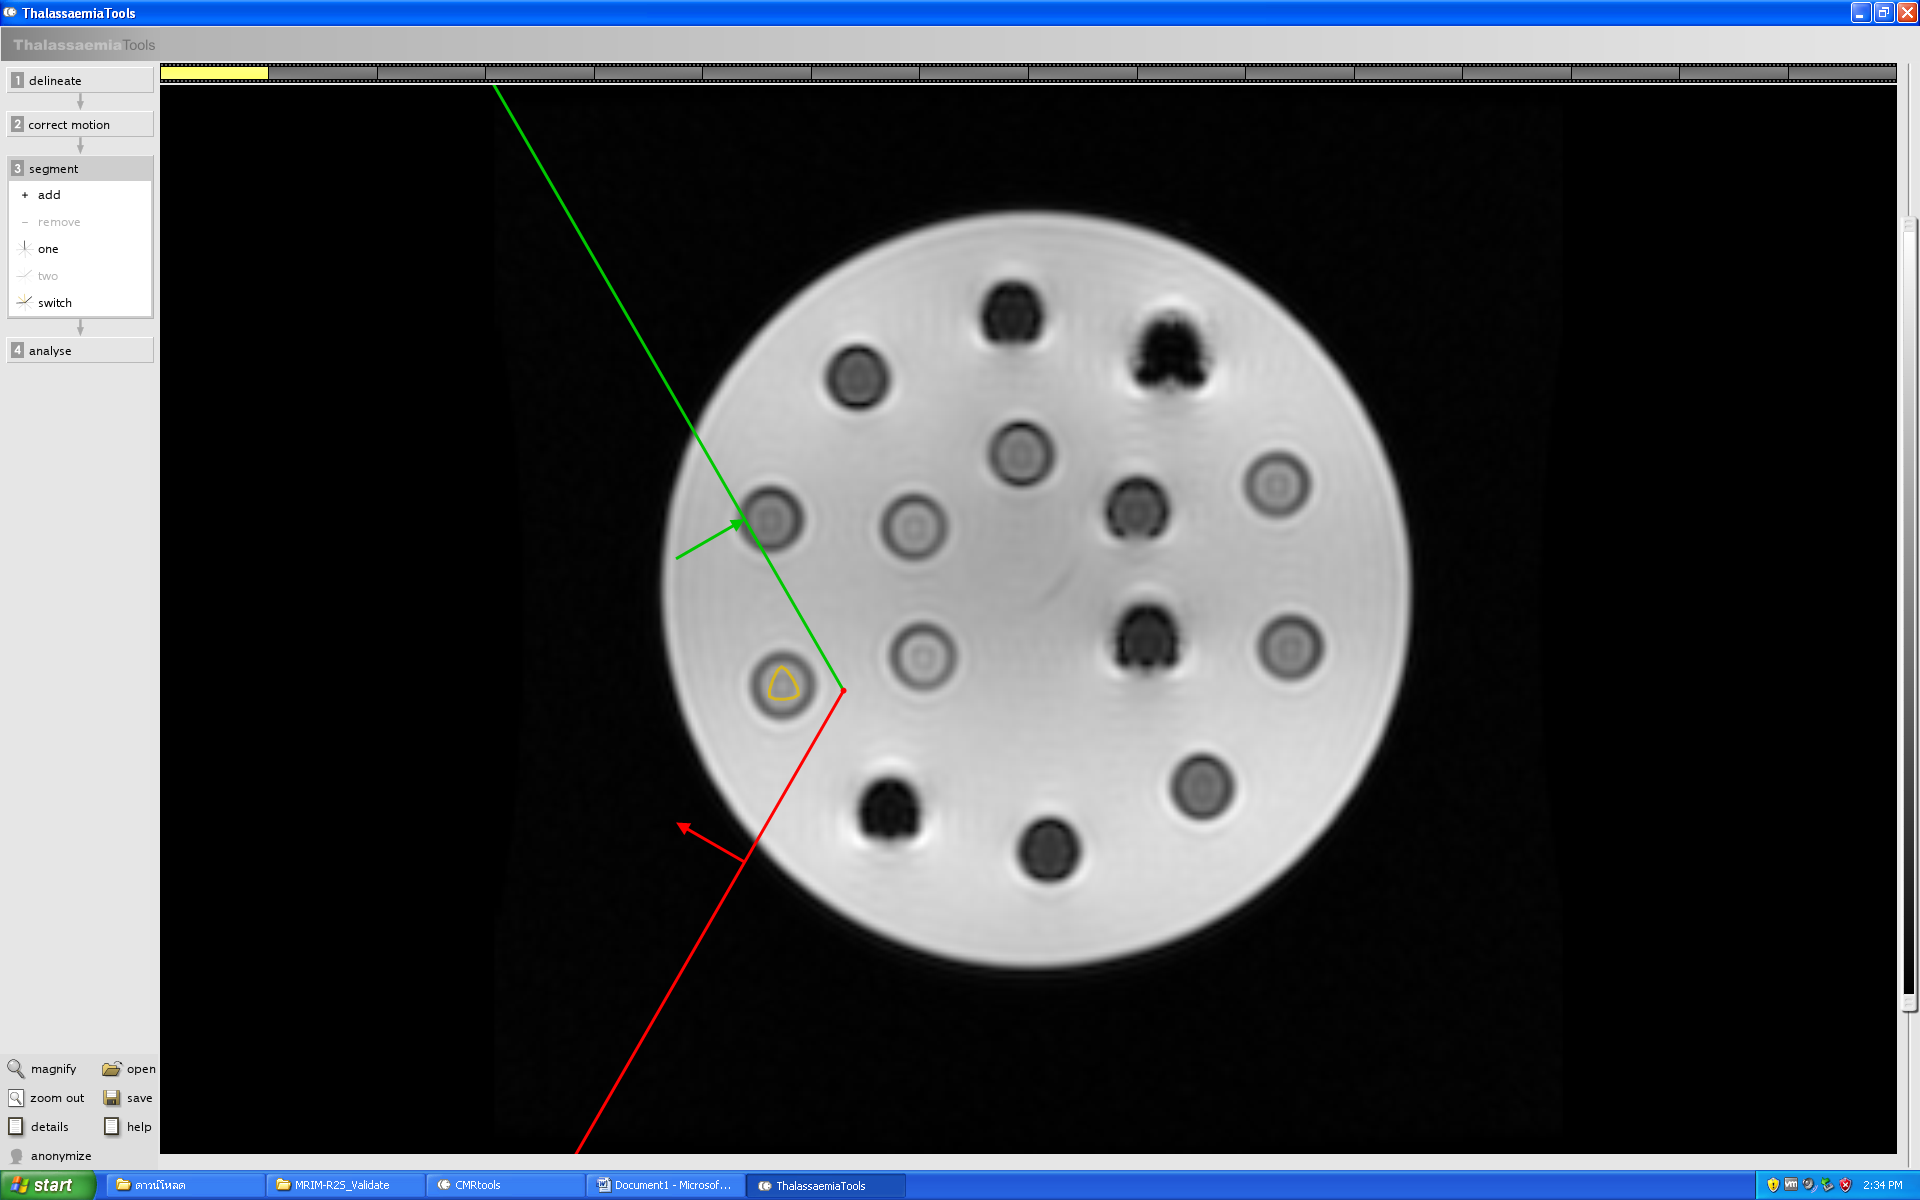 ThalassaemiaTools
ThalassaemiaTools
1 delineate
2 correct motion
3 segment
+ add
- remove
one
two
switch
4 analyse
magnify
open
zoom out
save
details
help
anonymize
start
ดาวน์โหลด
MRIM-R2S_Validate
CMRtools
Document1 - Microsof...
ThalassaemiaTools
2:34 PM